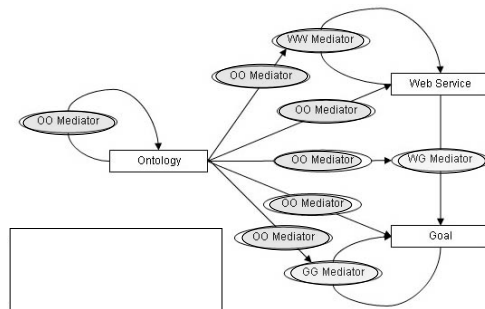 WW Mediator
OO Mediator
Web Service
OO Mediator
OO Mediator
Ontology
OO Mediator
WG Mediator
OO Mediator
OO Mediator
Goal
GG Mediator